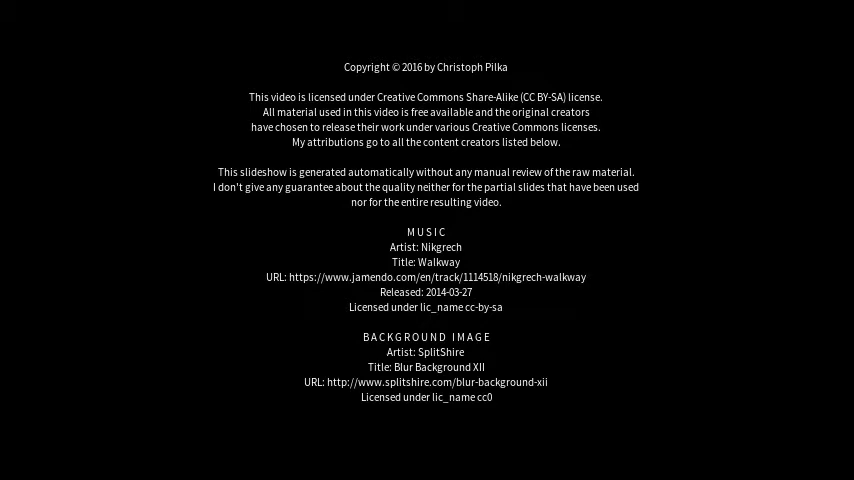 Copyright © 2016 by Christoph Pilka
This video is licensed under Creative Commons Share-Alike (CC BY-SA) license.
All material used in this video is free available and the original creators
have chosen to release their work under various Creative Commons licenses.
My attributions go to all the content creators listed below.
This slideshow is generated automatically without any manual review of the raw material.
I don't give any guarantee about the quality neither for the partial slides that have been used
nor for the entire resulting video.
MUSIC
Artist: Nikgrech
Title: Walkway
URL: https://www.jamendo.com/en/track/1114518/nikgrech-walkway
Released: 2014-03-27
Licensed under lic_name cc-by-sa
BACKGROUND IMAGE
Artist: SplitShire
Title: Blur Background XII
URL: http://www.splitshire.com/blur-background-xii
Licensed under lic_name cc0